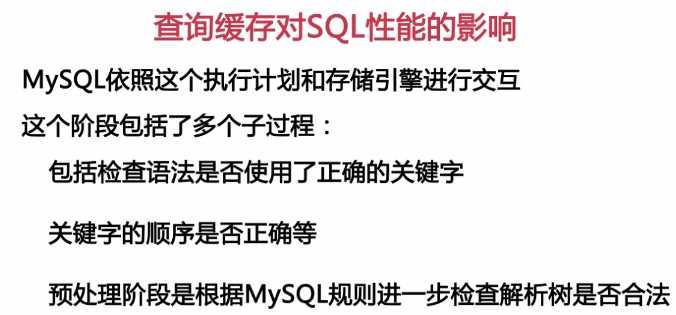 查询缓存对SQL性能的影响
MySQL依照这个执行计划和存储引擎进行交互
这个阶段包括了多个子过程：
包括检查语法是否使用了正确的关键字
关键字的顺序是否正确等
预处理阶段是根据MySQL规则进一步检查解析树是否合法